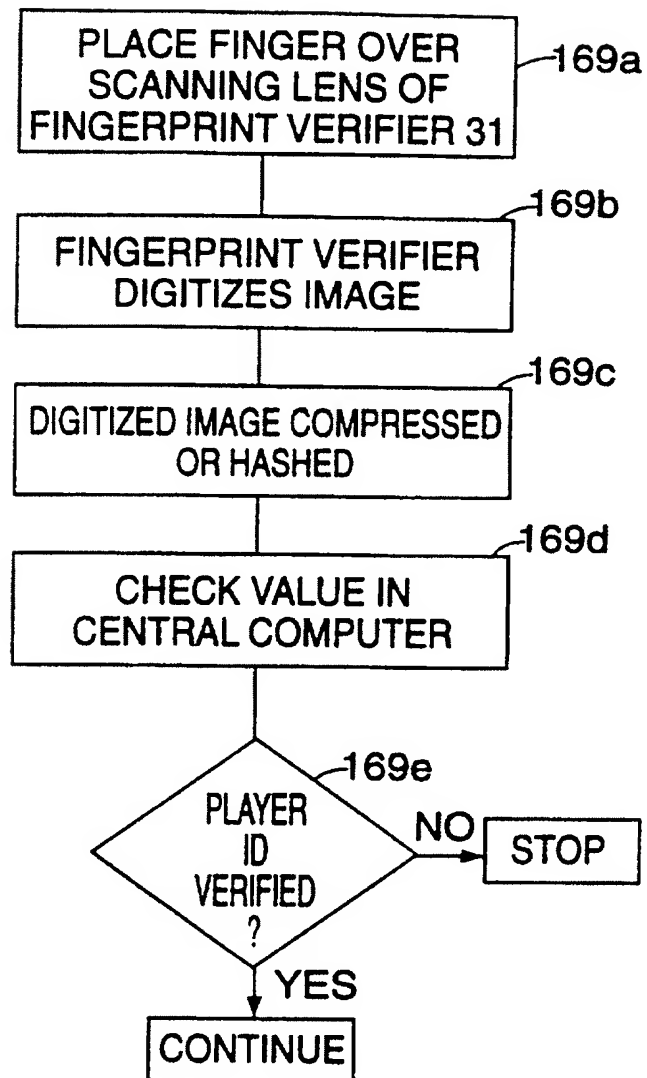 PLACE FINGER OVER
SCANNING LENS OF
FINGERPRINT VERIFIER 31
169a
169b
FINGERPRINT VERIFIER
DIGITIZES IMAGE
169c
DIGITIZED IMAGE COMPRESSED
OR HASHED
169d
CHECK VALUE IN
CENTRAL COMPUTER
169e
PLAYER
ID
VERIFIED
?
NO
STOP
YES
CONTINUE